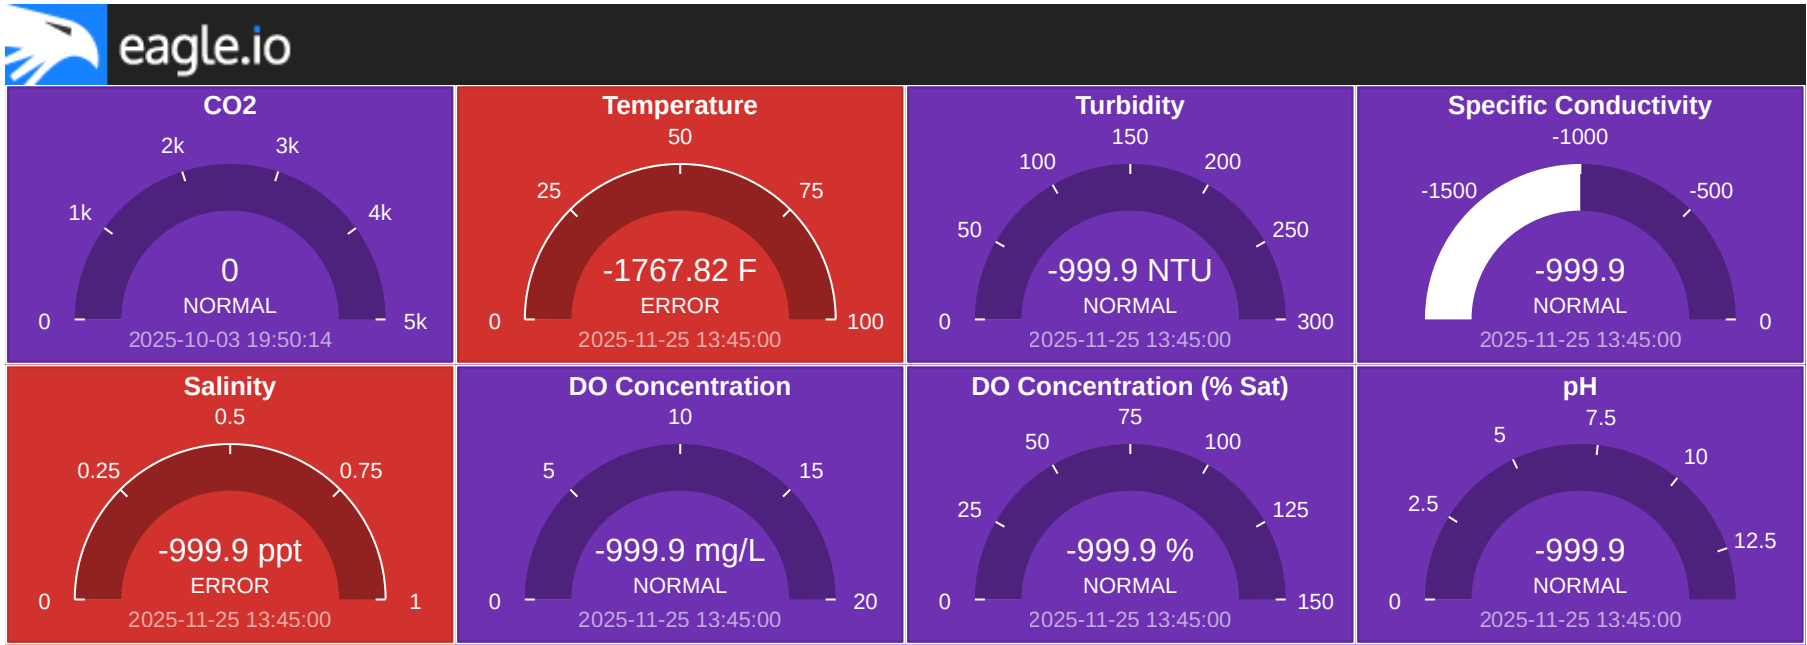 eagle.io
CO2
2k
3k
1k
4k
0
NORMAL
0
5k
2025-10-03 19:50:14
Temperature
50
25
75
-1767.82 F
ERROR
0
100
2025-11-25 13:45:00
Turbidity
150
100
200
50
250
-999.9 NTU
NORMAL
0
300
2025-11-25 13:45:00
Specific Conductivity
-1000
-1500
-500
-999.9
NORMAL
0
2025-11-25 13:45:00
Salinity
0.5
0.25
0.75
-999.9 ppt
ERROR
0
1
2025-11-25 13:45:00
DO Concentration
10
5
15
-999.9 mg/L
NORMAL
0
20
2025-11-25 13:45:00
DO Concentration (% Sat)
75
50
100
25
125
-999.9 %
NORMAL
0
150
2025-11-25 13:45:00
pH
7.5
5
10
2.5
12.5
-999.9
NORMAL
0
2025-11-25 13:45:00